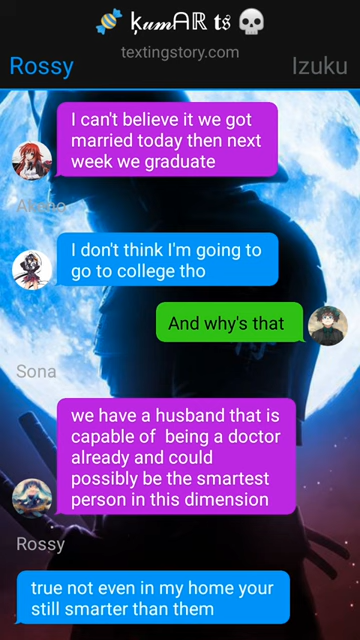 🍬 ķ𝓾𝓶ᗩℝ 𝖙𝖘 💀
textingstory.com
Rossy
Izuku
I can't believe it we got
married today then next
week we graduate
Akeno
I don't think I'm going to
go to college tho
And why's that
Sona
we have a husband that is
capable of being a doctor
already and could
possibly be the smartest
person in this dimension
Rossy
true not even in my home your
still smarter than them